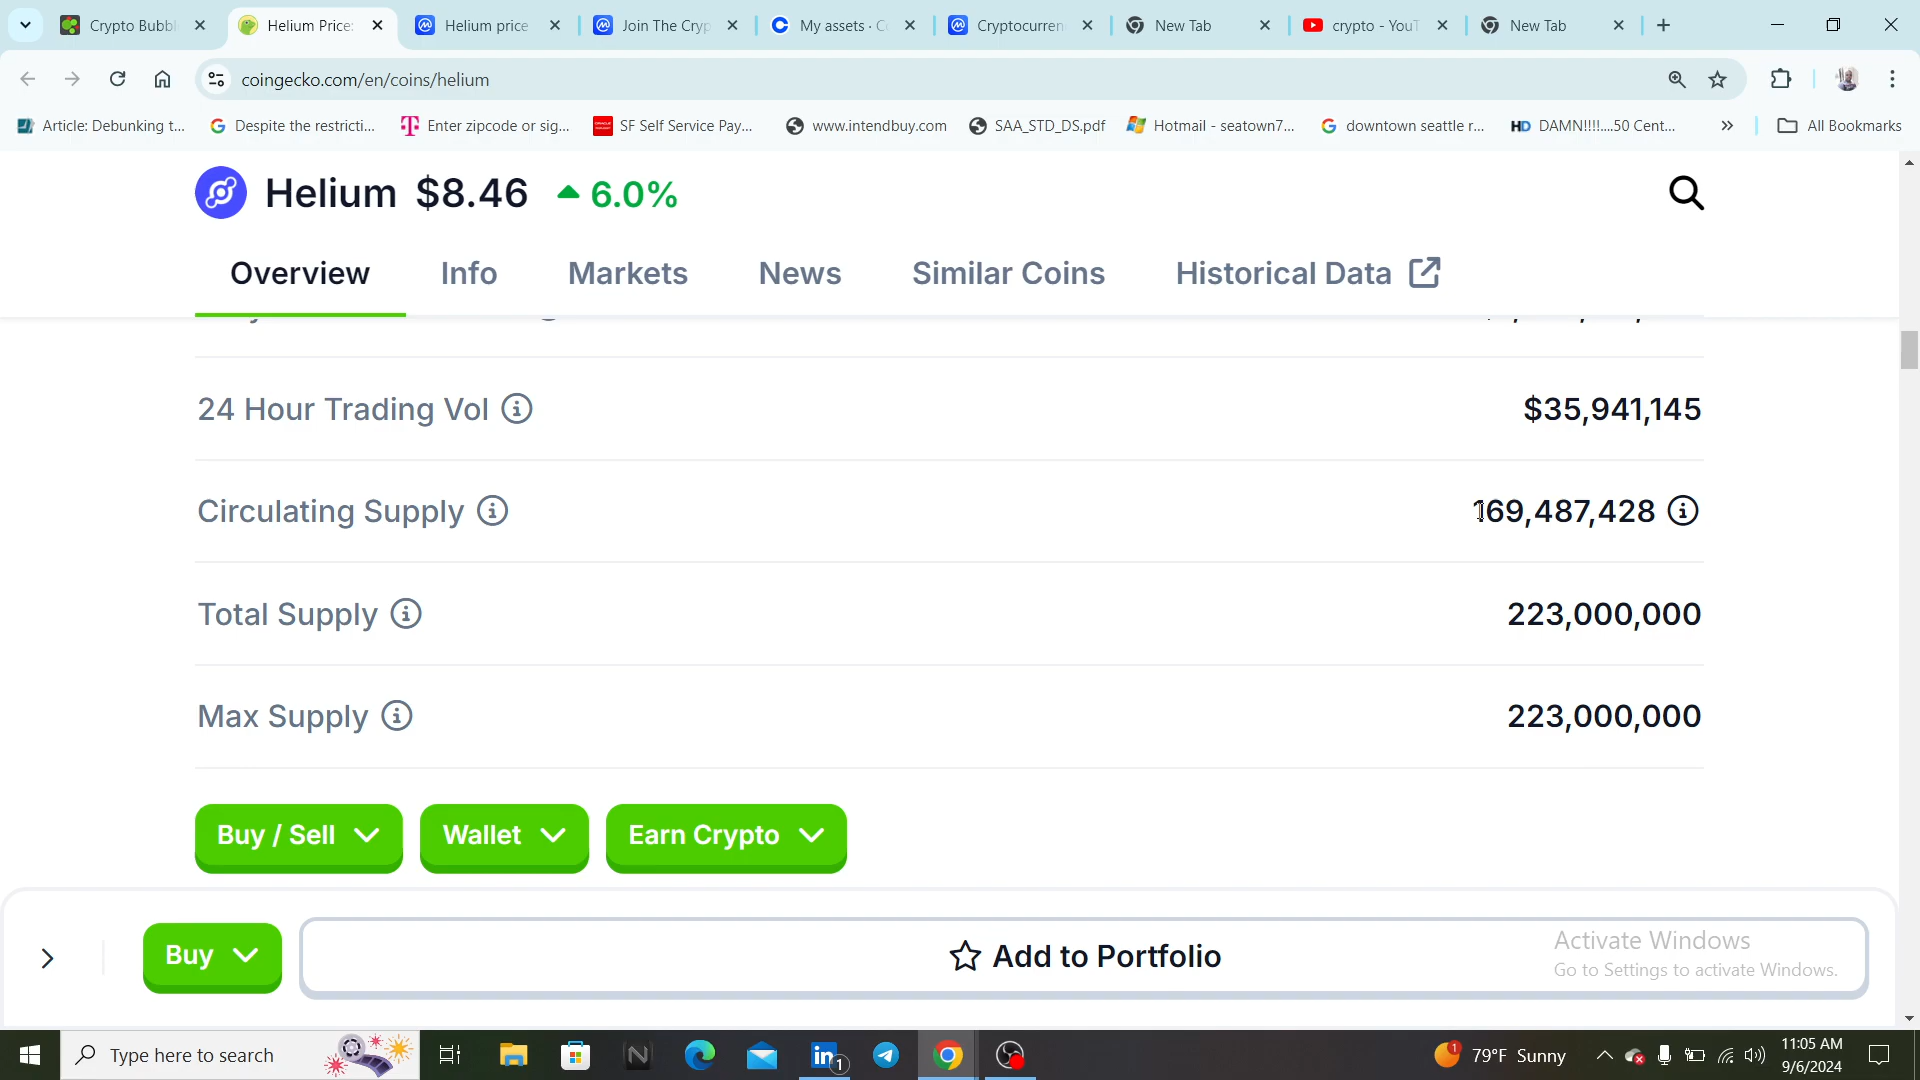 Crypto Bubbl
Helium Price:
Helium price
Join The Cryp
My assets · C
Cryptocurren
New Tab
crypto - YouT
New Tab
coingecko.com/en/coins/helium
Article: Debunking t...
Despite the restricti...
Enter zipcode or sig...
SF Self Service Pay...
www.intendbuy.com
SAA_STD_DS.pdf
Hotmail - seatown7...
downtown seattle r...
HD DAMN!!!!....50 Cent...
All Bookmarks
Helium $8.46 6.0%
Overview Info Markets News Similar Coins Historical Data
24 Hour Trading Vol $35,941,145
Circulating Supply 169,487,428
Total Supply 223,000,000
Max Supply 223,000,000
Buy / Sell Wallet Earn Crypto
Buy Add to Portfolio
Activate Windows
Go to Settings to activate Windows.
Type here to search
1
1
79°F Sunny
11:05 AM
9/6/2024